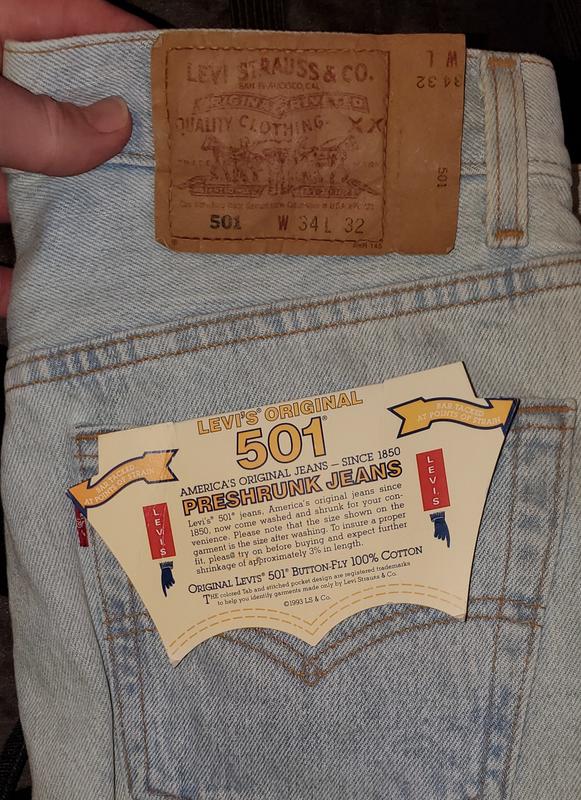 LEVI STRAUSS & CO.
SAN FRANCISCO, CAL.
ORIGINAL RIVETED
QUALITY CLOTHING XX
TRADE
501 W 34 L 32
W L
34 32
501
LEVI'S® ORIGINAL
501®
AMERICA'S ORIGINAL JEANS – SINCE 1850
PRESHRUNK JEANS
Levi's® 501® jeans, America's original jeans since
1850, now come washed and shrunk for your con-
venience. Please note that the size shown on the
garment is the size after washing. To insure a proper
fit, please try on before buying and expect further
shrinkage of approximately 3% in length.
ORIGINAL LEVI'S® 501® BUTTON-FLY 100% COTTON
THE colored Tab and stitched pocket design are registered trademarks
to help you identify garments made only by Levi Strauss & Co.
©1993 LS & Co.
BAR TACKED
AT POINTS OF STRAIN
BAR TACKED
AT POINTS OF STRAIN
LEVI'S
LEVI'S